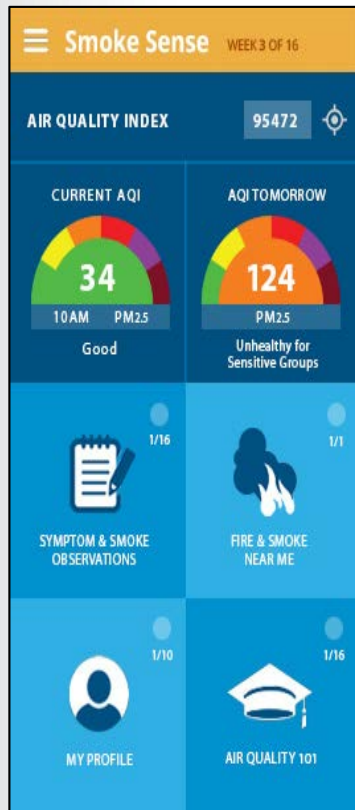 Smoke Sense WEEK 3 OF 16
AIR QUALITY INDEX 95472
CURRENT AQI
34
10 AM PM2.5
Good
AQI TOMORROW
124
PM2.5
Unhealthy for
Sensitive Groups
1/16
SYMPTOM & SMOKE
OBSERVATIONS
1/1
FIRE & SMOKE
NEAR ME
1/10
MY PROFILE
1/16
AIR QUALITY 101